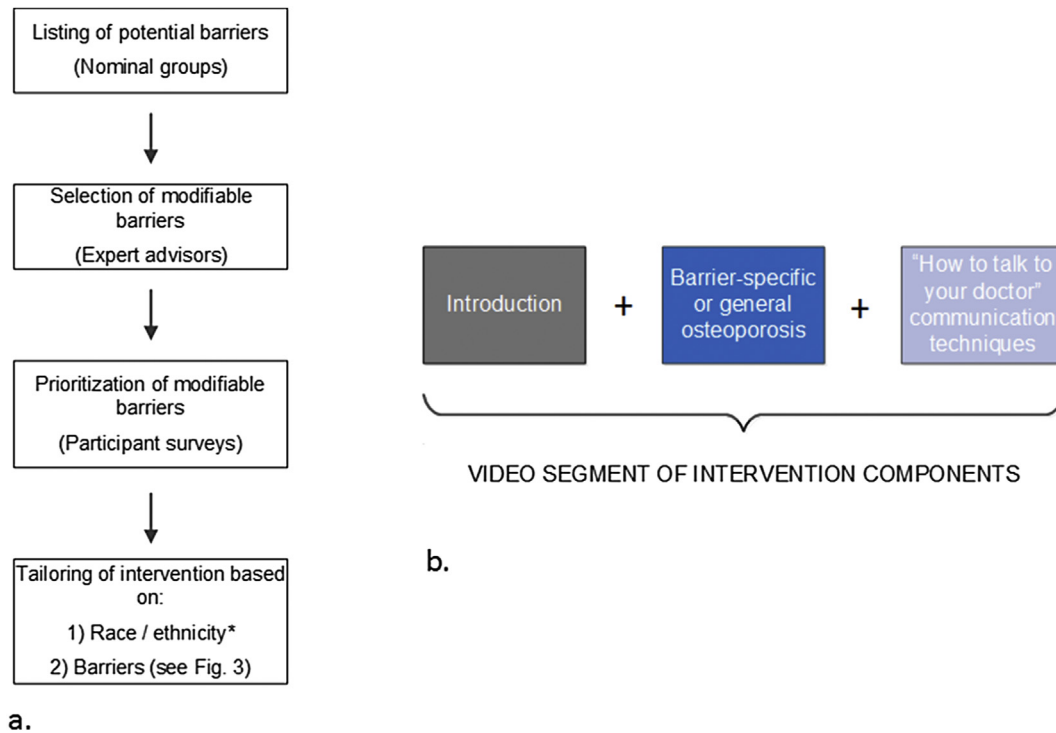 Listing of potential barriers
(Nominal groups)
Selection of modifiable
barriers
(Expert advisors)
Prioritization of modifiable
barriers
(Participant surveys)
Tailoring of intervention based
on:
1) Race / ethnicity*
2) Barriers (see Fig. 3)
a.
Introduction
+
Barrier-specific
or general
osteoporosis
+
"How to talk to
your doctor"
communication
techniques
VIDEO SEGMENT OF INTERVENTION COMPONENTS
b.